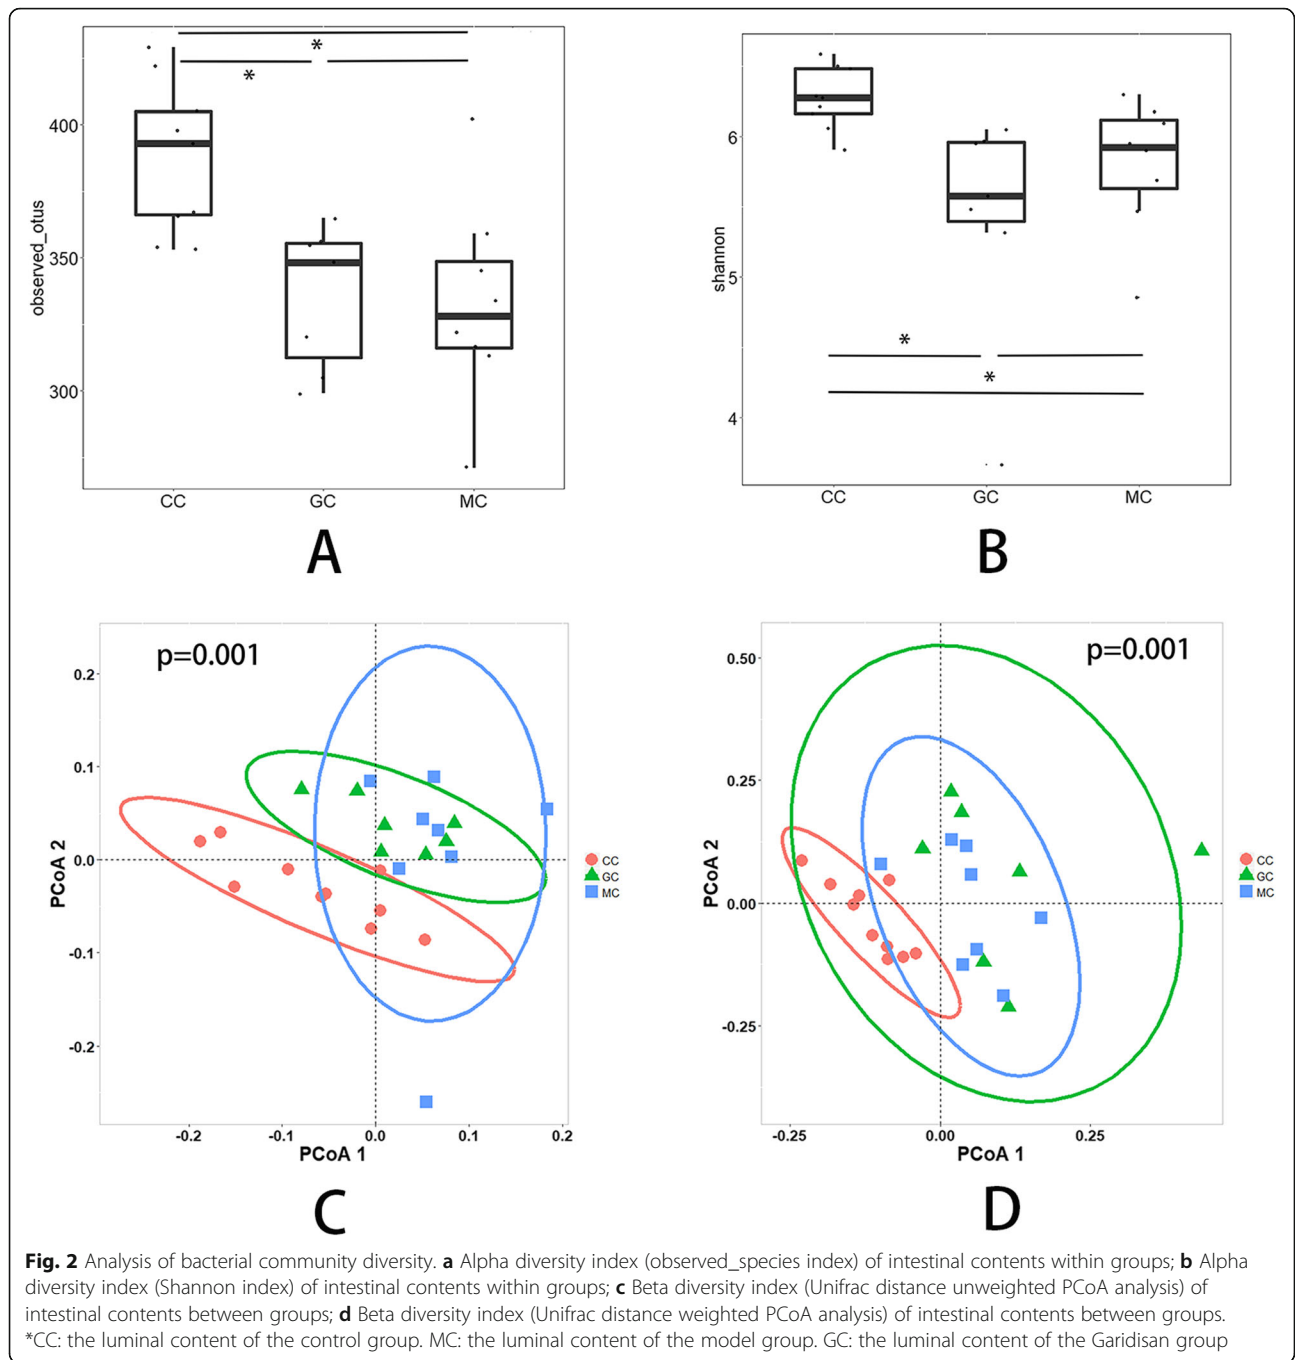 *
*
observed_otus
400
350
300
CC GC MC
A
shannon
6
5
4
*
*
CC GC MC
B
p=0.001
PCoA 2
0.2
0.1
0.0
-0.1
-0.2
-0.2 -0.1 0.0 0.1 0.2
PCoA 1
CC
GC
MC
C
p=0.001
PCoA 2
0.50
0.25
0.00
-0.25
-0.25 0.00 0.25
PCoA 1
CC
GC
MC
D
Fig. 2 Analysis of bacterial community diversity. a Alpha diversity index (observed_species index) of intestinal contents within groups; b Alpha
diversity index (Shannon index) of intestinal contents within groups; c Beta diversity index (Unifrac distance unweighted PCoA analysis) of
intestinal contents between groups; d Beta diversity index (Unifrac distance weighted PCoA analysis) of intestinal contents between groups.
*CC: the luminal content of the control group. MC: the luminal content of the model group. GC: the luminal content of the Garidisan group